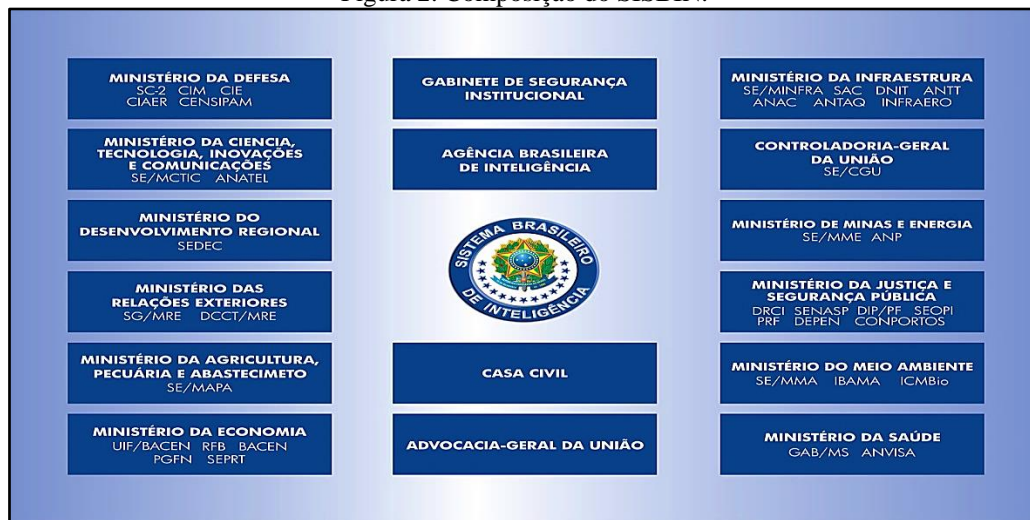 Figura 2: Composição do SISBIN.
MINISTÉRIO DA DEFESA
SC-2 CIM CIE
CIAER CENSIPAM
MINISTÉRIO DA CIENCIA,
TECNOLOGIA, INOVAÇÕES
E COMUNICAÇÕES
SE/MCTIC ANATEL
MINISTÉRIO DO
DESENVOLVIMENTO REGIONAL
SEDEC
MINISTÉRIO DAS
RELAÇÕES EXTERIORES
SG/MRE DCCT/MRE
MINISTÉRIO DA AGRICULTURA,
PECUÁRIA E ABASTECIMETO
SE/MAPA
MINISTÉRIO DA ECONOMIA
UIF/BACEN RFB BACEN
PGFN SEPRT
GABINETE DE SEGURANÇA
INSTITUCIONAL
AGÊNCIA BRASILEIRA
DE INTELIGÊNCIA
SISTEMA BRASILEIRO
DE INTELIGÊNCIA
CASA CIVIL
ADVOCACIA-GERAL DA UNIÃO
MINISTÉRIO DA INFRAESTRURA
SE/MINFRA SAC DNIT ANTT
ANAC ANTAQ INFRAERO
CONTROLADORIA-GERAL
DA UNIÃO
SE/CGU
MINISTÉRIO DE MINAS E ENERGIA
SE/MME ANP
MINISTÉRIO DA JUSTIÇA E
SEGURANÇA PÚBLICA
DRCI SENASP DIP/PF SEOPI
PRF DEPEN CONPORTOS
MINISTÉRIO DO MEIO AMBIENTE
SE/MMA IBAMA ICMBio
MINISTÉRIO DA SAÚDE
GAB/MS ANVISA